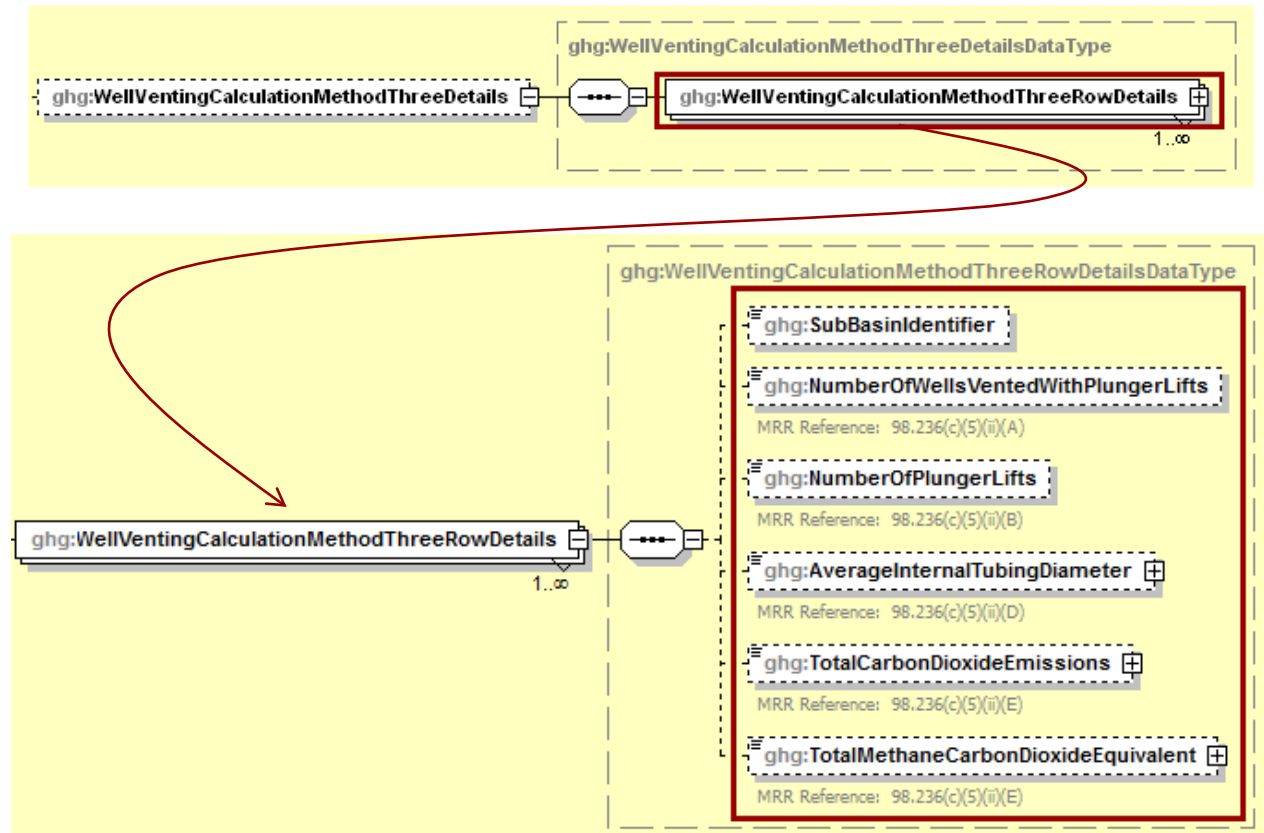 ghg:WellVentingCalculationMethodThreeDetailsDataType
ghg:WellVentingCalculationMethodThreeDetails
ghg:WellVentingCalculationMethodThreeRowDetails
1..∞
ghg:WellVentingCalculationMethodThreeRowDetailsDataType
ghg:SubBasinIdentifier
ghg:NumberOfWellsVentedWithPlungerLifts
MRR Reference: 98.236(c)(5)(ii)(A)
ghg:NumberOfPlungerLifts
MRR Reference: 98.236(c)(5)(ii)(B)
ghg:WellVentingCalculationMethodThreeRowDetails
1..∞
ghg:AverageInternalTubingDiameter
MRR Reference: 98.236(c)(5)(ii)(D)
ghg:TotalCarbonDioxideEmissions
MRR Reference: 98.236(c)(5)(ii)(E)
ghg:TotalMethaneCarbonDioxideEquivalent
MRR Reference: 98.236(c)(5)(ii)(E)